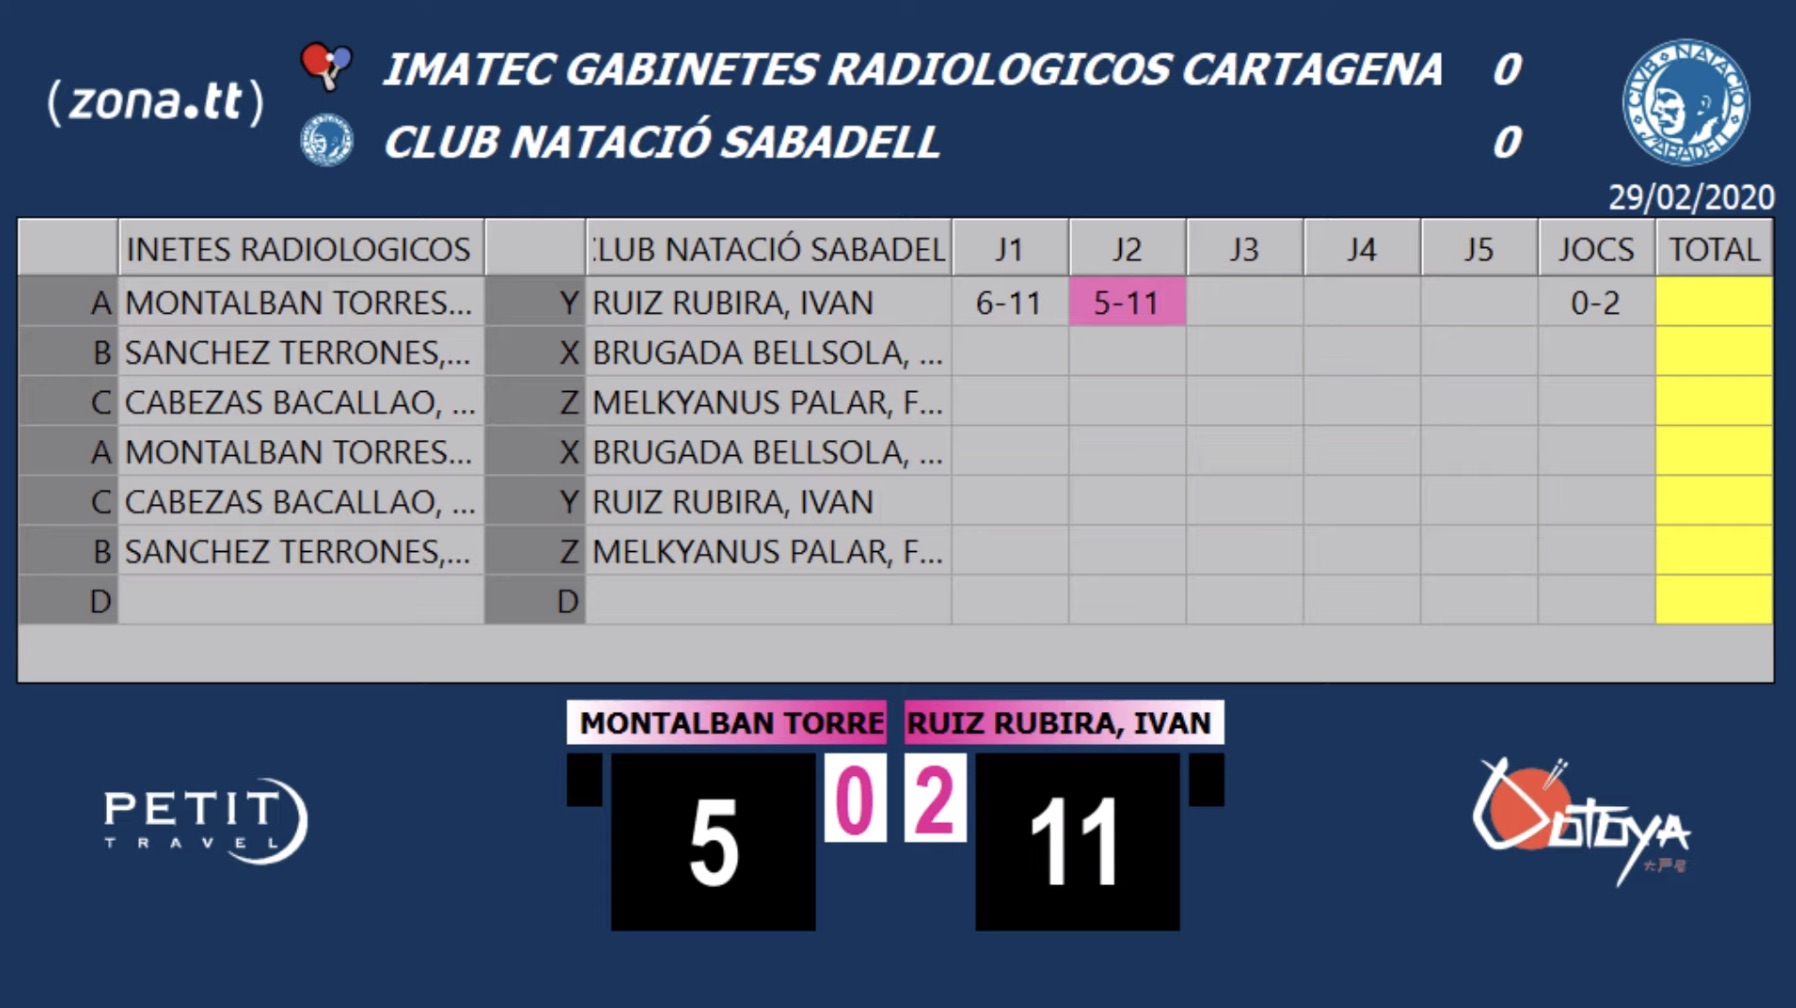 (zona.tt)
IMATEC GABINETES RADIOLOGICOS CARTAGENA 0
CLUB NATACIÓ SABADELL 0
CLUB NATACIÓ SABADELL
29/02/2020
INETES RADIOLOGICOS LUB NATACIÓ SABADEL J1 J2 J3 J4 J5 JOCS TOTAL
A MONTALBAN TORRES... Y RUIZ RUBIRA, IVAN 6-11 5-11 0-2
B SANCHEZ TERRONES,... X BRUGADA BELLSOLA, ...
C CABEZAS BACALLAO, ... Z MELKYANUS PALAR, F...
A MONTALBAN TORRES... X BRUGADA BELLSOLA, ...
C CABEZAS BACALLAO, ... Y RUIZ RUBIRA, IVAN
B SANCHEZ TERRONES,... Z MELKYANUS PALAR, F...
D D
MONTALBAN TORRE RUIZ RUBIRA, IVAN
5 0 2 11
PETIT
TRAVEL
Ootoya
大戸屋